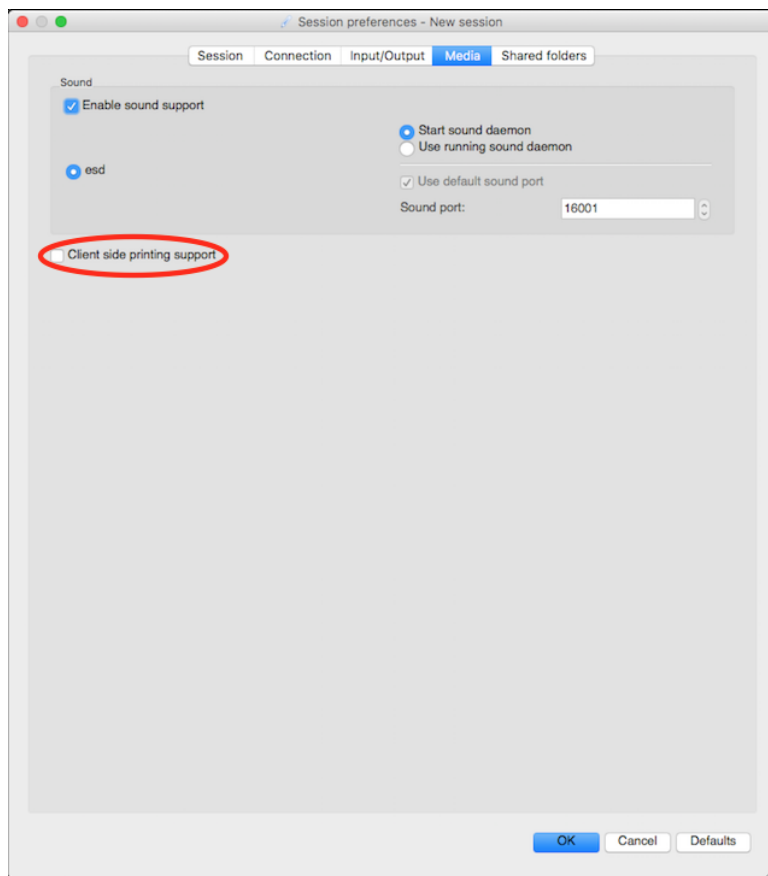 Session preferences - New session
Session Connection Input/Output Media Shared folders
Sound
Enable sound support
Start sound daemon
Use running sound daemon
esd
Use default sound port
Sound port: 16001
Client side printing support
OK Cancel Defaults